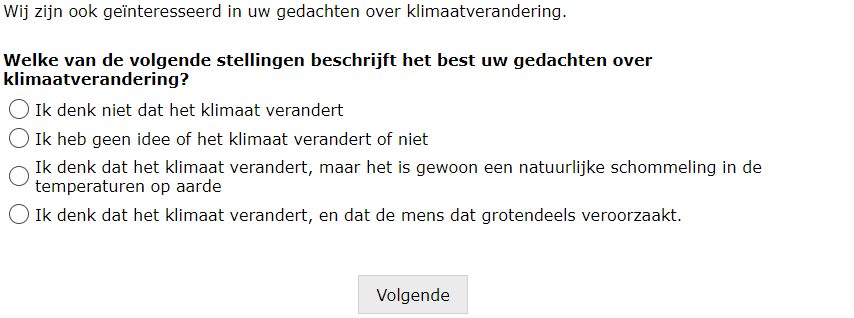 Wij zijn ook geïnteresseerd in uw gedachten over klimaatverandering.
Welke van de volgende stellingen beschrijft het best uw gedachten over
klimaatverandering?
Ik denk niet dat het klimaat verandert
Ik heb geen idee of het klimaat verandert of niet
Ik denk dat het klimaat verandert, maar het is gewoon een natuurlijke schommeling in de
temperaturen op aarde
Ik denk dat het klimaat verandert, en dat de mens dat grotendeels veroorzaakt.
Volgende